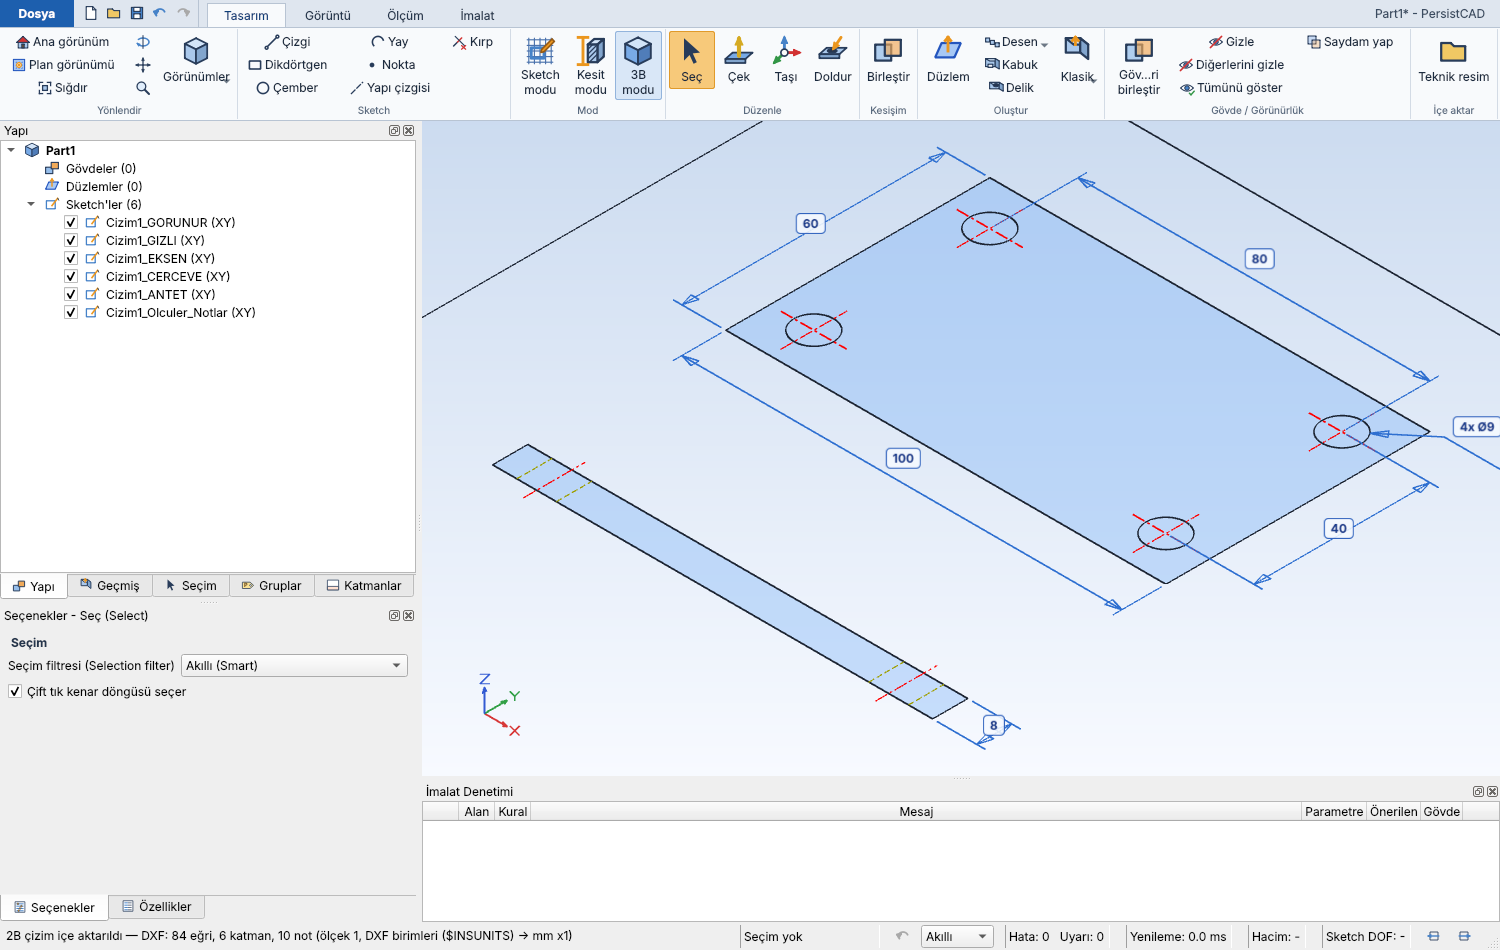 Dosya
Tasarım
Görüntü
Ölçüm
İmalat
Part1* - PersistCAD
Ana görünüm
Plan görünümü
Sığdır
Görünümler
Yönlendir
Çizgi
Yay
Kırp
Dikdörtgen
Nokta
Çember
Yapı çizgisi
Sketch
Sketch modu
Kesit modu
3B modu
Mod
Seç
Çek
Taşı
Doldur
Düzenle
Birleştir
Kesişim
Düzlem
Desen
Kabuk
Delik
Klasik
Oluştur
Göv...ri birleştir
Gizle
Saydam yap
Diğerlerini gizle
Tümünü göster
Gövde / Görünürlük
Teknik resim
İçe aktar
Yapı
Part1
Gövdeler (0)
Düzlemler (0)
Sketch'ler (6)
Cizim1_GORUNUR (XY)
Cizim1_GIZLI (XY)
Cizim1_EKSEN (XY)
Cizim1_CERCEVE (XY)
Cizim1_ANTET (XY)
Cizim1_Olculer_Notlar (XY)
Yapı
Geçmiş
Seçim
Gruplar
Katmanlar
Seçenekler - Seç (Select)
Seçim
Seçim filtresi (Selection filter)
Akıllı (Smart)
Çift tık kenar döngüsü seçer
Seçenekler
Özellikler
60
80
4x Ø9
100
40
8
Z
Y
X
İmalat Denetimi
Alan
Kural
Mesaj
Parametre
Önerilen
Gövde
2B çizim içe aktarıldı — DXF: 84 eğri, 6 katman, 10 not (ölçek 1, DXF birimleri ($INSUNITS) → mm x1)
Seçim yok
Akıllı
Hata: 0
Uyarı: 0
Yenileme: 0.0 ms
Hacim: -
Sketch DOF: -